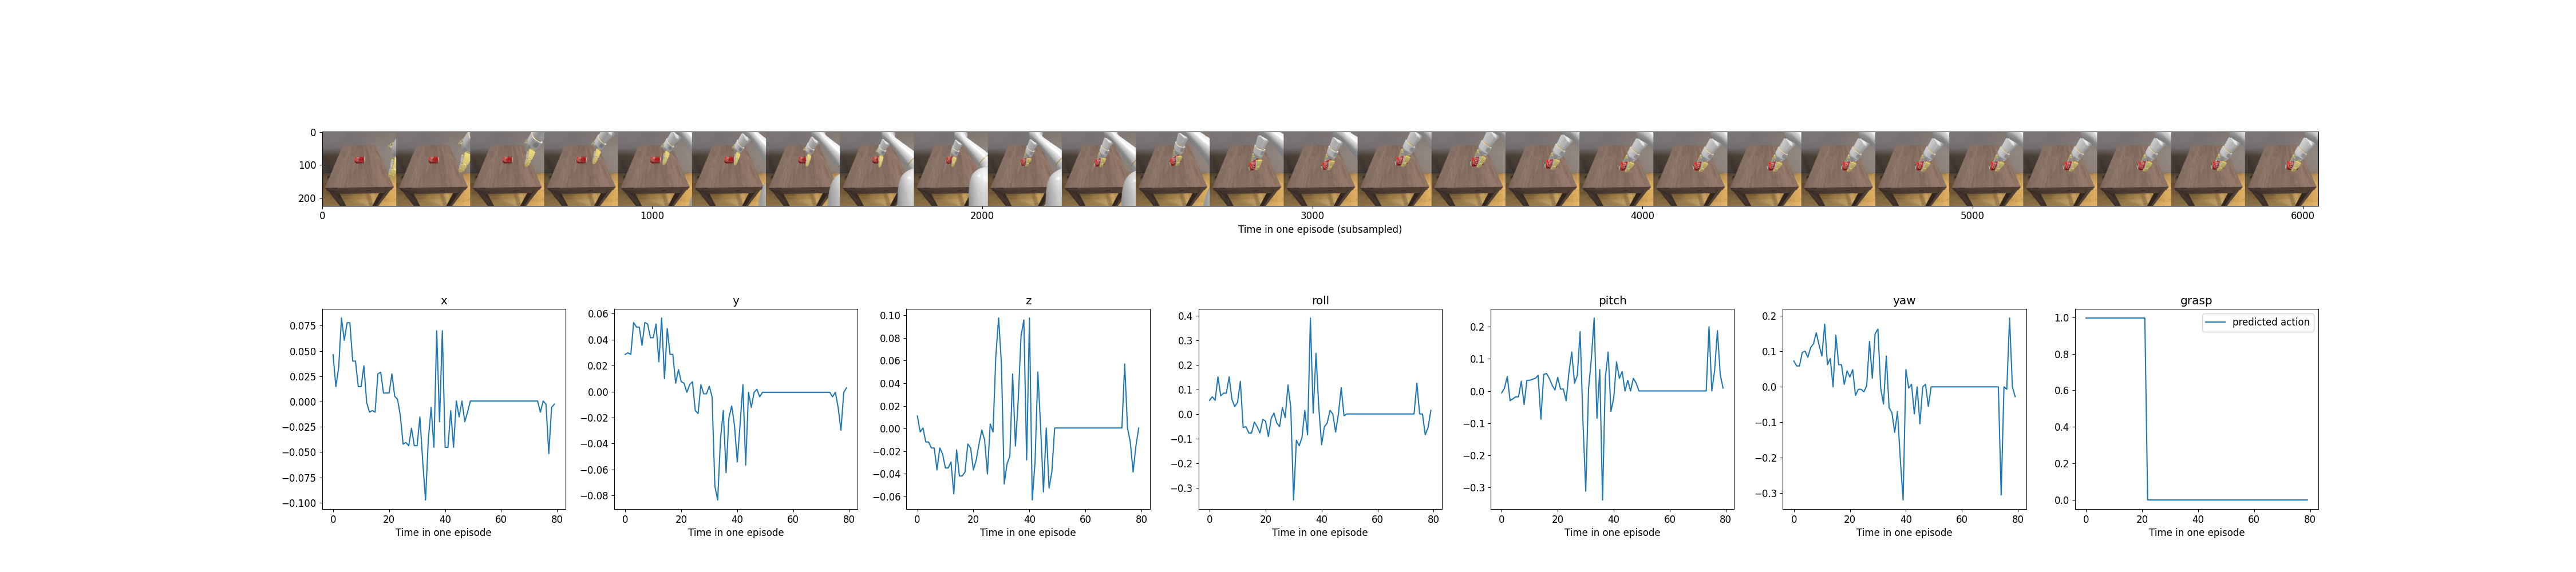 0
100
200
0 1000 2000 3000 4000 5000 6000
Time in one episode (subsampled)
x
0.075
0.050
0.025
0.000
−0.025
−0.050
−0.075
−0.100
0 20 40 60 80
Time in one episode
y
0.06
0.04
0.02
0.00
−0.02
−0.04
−0.06
−0.08
0 20 40 60 80
Time in one episode
z
0.10
0.08
0.06
0.04
0.02
0.00
−0.02
−0.04
−0.06
0 20 40 60 80
Time in one episode
roll
0.4
0.3
0.2
0.1
0.0
−0.1
−0.2
−0.3
0 20 40 60 80
Time in one episode
pitch
0.2
0.1
0.0
−0.1
−0.2
−0.3
0 20 40 60 80
Time in one episode
yaw
0.2
0.1
0.0
−0.1
−0.2
−0.3
0 20 40 60 80
Time in one episode
grasp
predicted action
1.0
0.8
0.6
0.4
0.2
0.0
0 20 40 60 80
Time in one episode